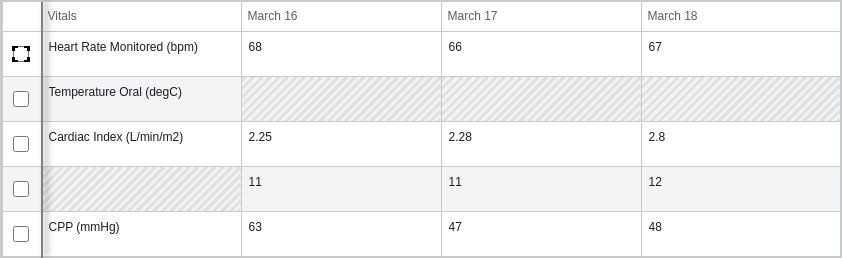 Vitals March 16 March 17 March 18
Heart Rate Monitored (bpm) 68 66 67
Temperature Oral (degC)
Cardiac Index (L/min/m2) 2.25 2.28 2.8
11 11 12
CPP (mmHg) 63 47 48